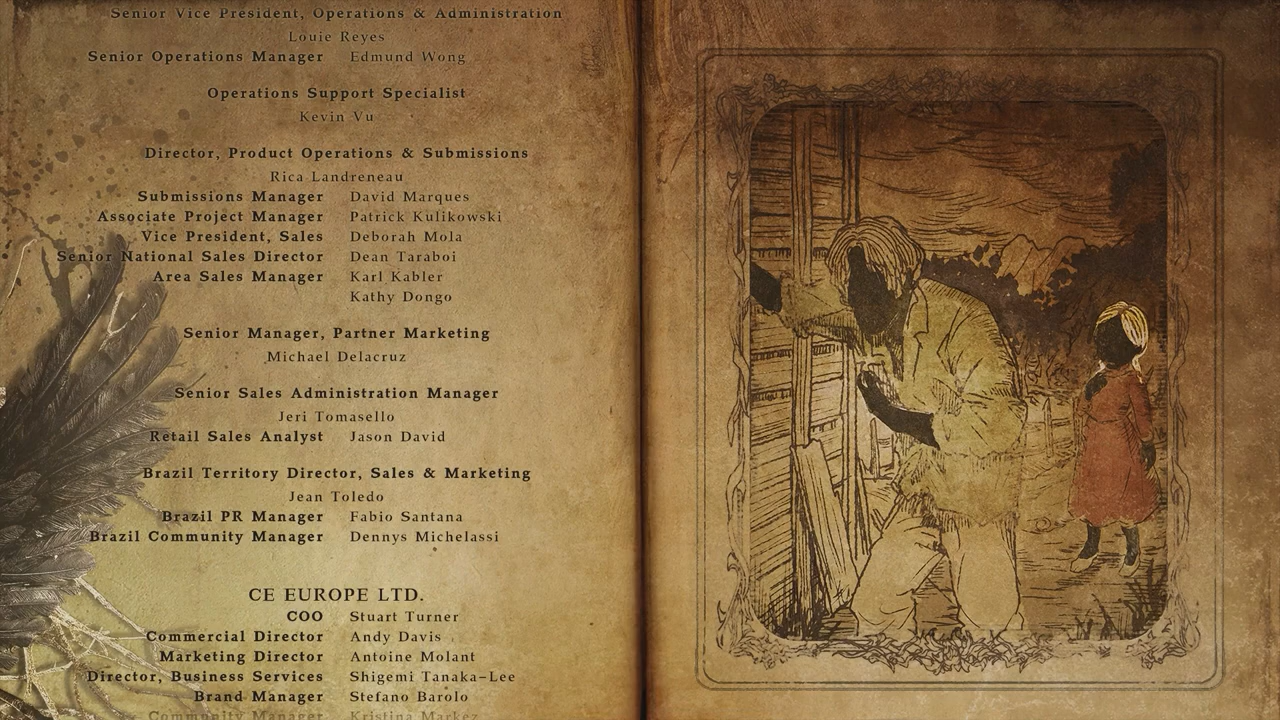 Senior Vice President, Operations & Administration
Louie Reyes
Senior Operations Manager Edmund Wong
Operations Support Specialist
Kevin Vu
Director, Product Operations & Submissions
Rica Landreneau
Submissions Manager David Marques
Associate Project Manager Patrick Kulikowski
Vice President, Sales Deborah Mola
Senior National Sales Director Dean Taraboi
Area Sales Manager Karl Kabler
Kathy Dongo
Senior Manager, Partner Marketing
Michael Delacruz
Senior Sales Administration Manager
Jeri Tomasello
Retail Sales Analyst Jason David
Brazil Territory Director, Sales & Marketing
Jean Toledo
Brazil PR Manager Fabio Santana
Brazil Community Manager Dennys Michelassi
CE EUROPE LTD.
COO Stuart Turner
Commercial Director Andy Davis
Marketing Director Antoine Molant
Director, Business Services Shigemi Tanaka-Lee
Brand Manager Stefano Barolo
Community Manager Kristina Markez